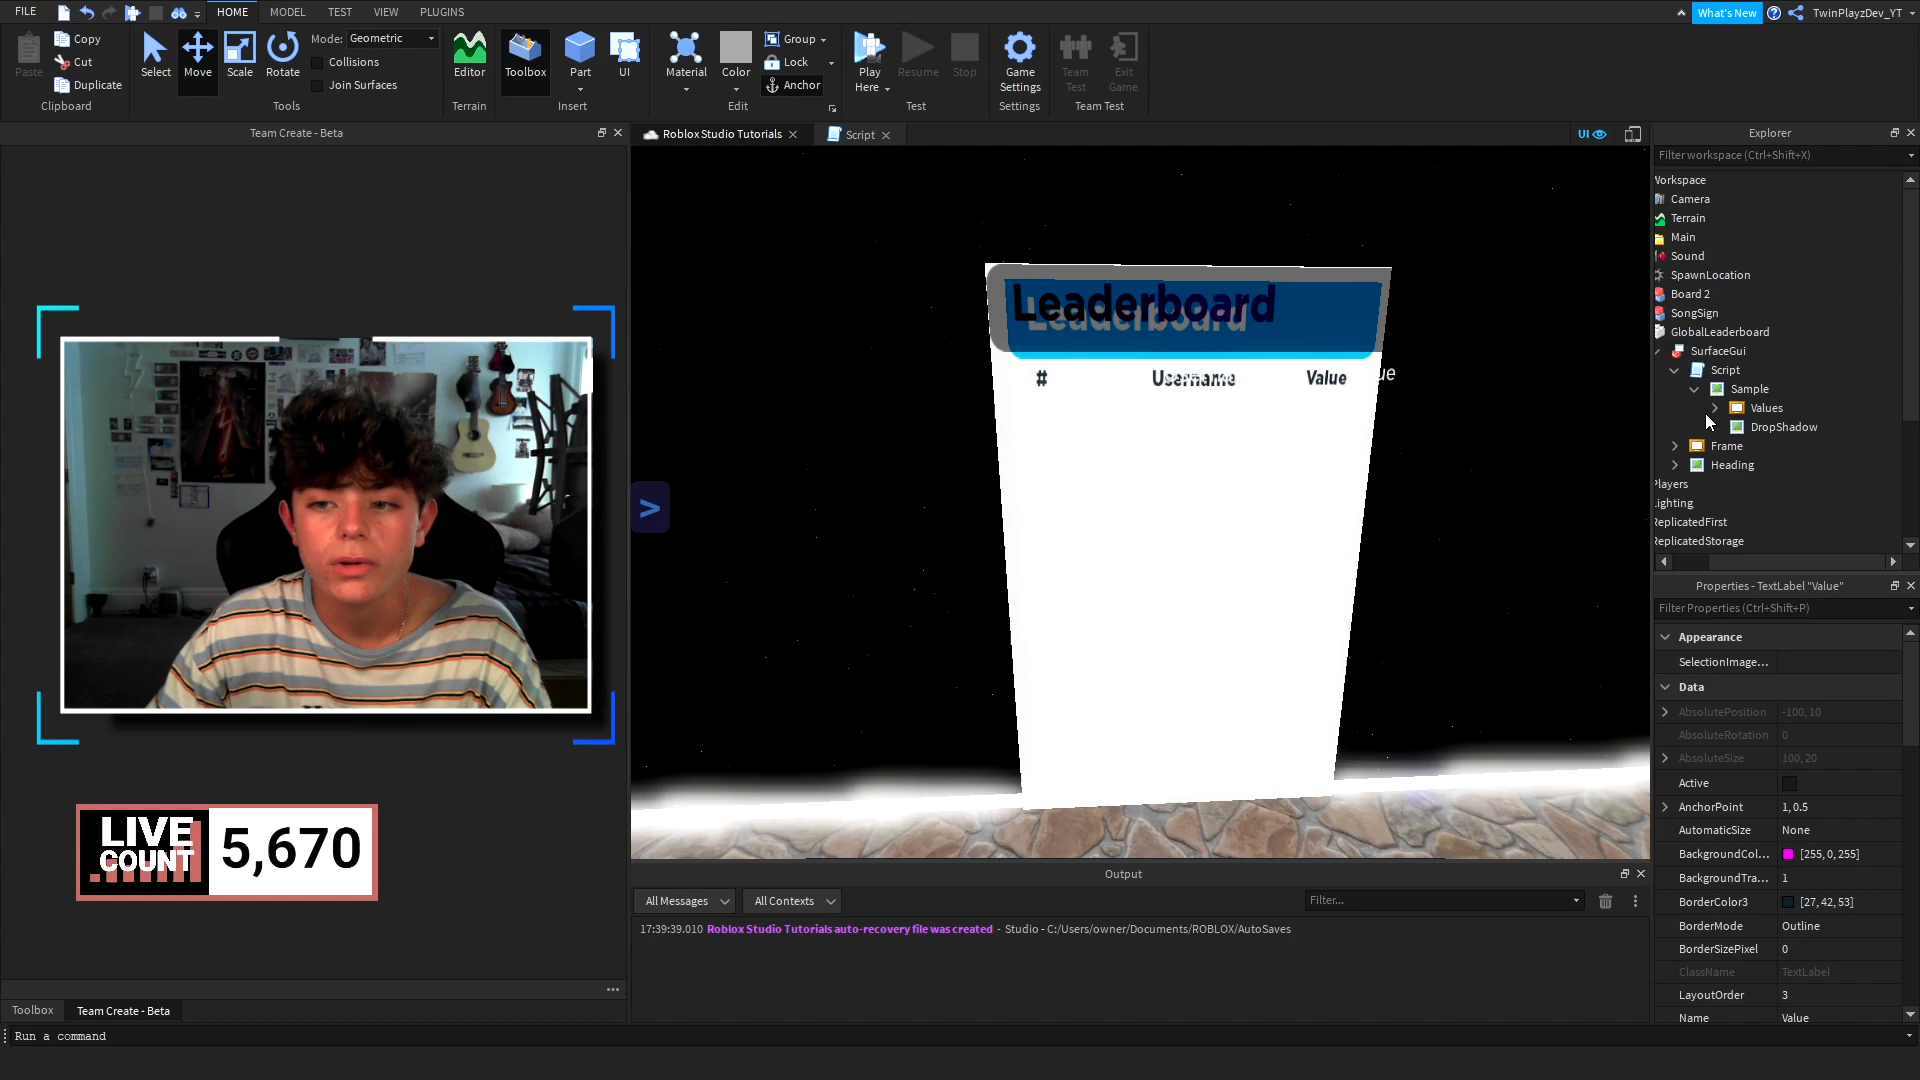 FILE
HOME
MODEL
TEST
VIEW
PLUGINS
What's New
TwinPlayzDev_YT
Paste
Copy
Cut
Duplicate
Clipboard
Select
Move
Scale
Rotate
Mode:
Geometric
Collisions
Join Surfaces
Tools
Editor
Terrain
Toolbox
Part
UI
Insert
Material
Color
Group
Lock
Anchor
Edit
Play
Here
Resume
Stop
Test
Game
Settings
Settings
Team
Test
Exit
Game
Team Test
Team Create - Beta
Roblox Studio Tutorials
Script
UI
Explorer
Filter workspace (Ctrl+Shift+X)
Workspace
Camera
Terrain
Main
Sound
SpawnLocation
Board 2
SongSign
GlobalLeaderboard
SurfaceGui
Script
Sample
Values
DropShadow
Frame
Heading
Players
Lighting
ReplicatedFirst
ReplicatedStorage
Leaderboard
Leaderboard
# Username Value ue
>
LIVE
COUNT
5,670
Properties - TextLabel "Value"
Filter Properties (Ctrl+Shift+P)
Appearance
SelectionImage...
Data
AbsolutePosition -100, 10
AbsoluteRotation 0
AbsoluteSize 100, 20
Active
AnchorPoint 1, 0.5
AutomaticSize None
BackgroundCol... [255, 0, 255]
BackgroundTra... 1
BorderColor3 [27, 42, 53]
BorderMode Outline
BorderSizePixel 0
ClassName TextLabel
LayoutOrder 3
Name Value
Output
All Messages
All Contexts
Filter...
17:39:39.010 Roblox Studio Tutorials auto-recovery file was created - Studio - C:/Users/owner/Documents/ROBLOX/AutoSaves
Toolbox
Team Create - Beta
Run a command